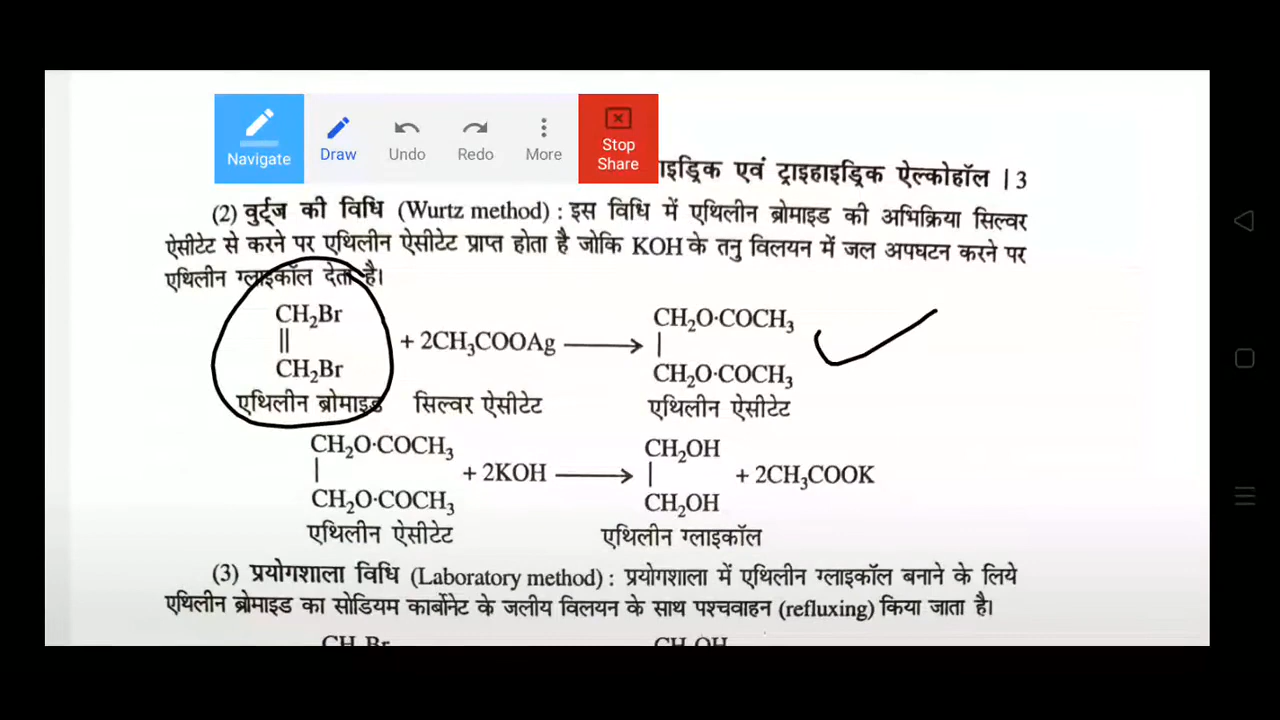 Navigate
Draw
Undo
Redo
More
Stop
Share
इड्रिक एवं ट्राइहाइड्रिक ऐल्कोहॉल | 3
(2) वुर्ट्ज की विधि (Wurtz method) : इस विधि में एथिलीन ब्रोमाइड की अभिक्रिया सिल्वर
ऐसीटेट से करने पर एथिलीन ऐसीटेट प्राप्त होता है जोकि KOH के तनु विलयन में जल अपघटन करने पर
एथिलीन ग्लाइकॉल देता है।
CH₂Br
||
CH₂Br
+ 2CH₃COOAg ⟶
CH₂O·COCH₃
|
CH₂O·COCH₃
एथिलीन ब्रोमाइड सिल्वर ऐसीटेट एथिलीन ऐसीटेट
CH₂O·COCH₃
|
CH₂O·COCH₃
+ 2KOH ⟶
CH₂OH
|
CH₂OH
+ 2CH₃COOK
एथिलीन ऐसीटेट एथिलीन ग्लाइकॉल
(3) प्रयोगशाला विधि (Laboratory method) : प्रयोगशाला में एथिलीन ग्लाइकॉल बनाने के लिये
एथिलीन ब्रोमाइड का सोडियम कार्बोनेट के जलीय विलयन के साथ पश्चवाहन (refluxing) किया जाता है।